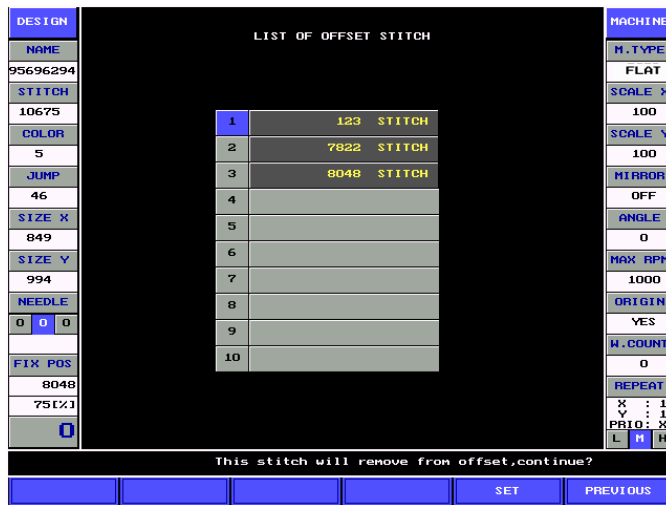 DESIGN
NAME
95696294
STITCH
10675
COLOR
5
JUMP
46
SIZE X
849
SIZE Y
994
NEEDLE
0 0 0
FIX POS
8048
75[%]
0
LIST OF OFFSET STITCH
1 123 STITCH
2 7822 STITCH
3 8048 STITCH
4
5
6
7
8
9
10
MACHINE
M.TYPE
FLAT
SCALE X
100
SCALE Y
100
MIRROR
OFF
ANGLE
0
MAX RPM
1000
ORIGIN
YES
W.COUNT
0
REPEAT
X : 1
Y : 1
PRIO: X
L M H
This stitch will remove from offset,continue?
SET PREVIOUS